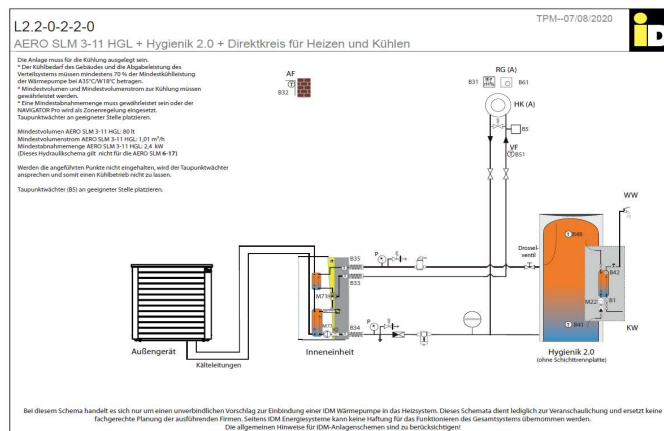 L2.2-0-2-2-0
TPM--07/08/2020
iD
AERO SLM 3-11 HGL + Hygienik 2.0 + Direktkreis für Heizen und Kühlen
Die Anlage muss für die Kühlung ausgelegt sein.
* Der Kühlbedarf des Gebäudes und die Abgabeleistung des
Verteilsystems müssen mindestens 70 % der Mindestkühlleistung
der Wärmepumpe bei A35°C/W18°C betragen.
* Mindestvolumen und Mindestvolumenstrom zur Kühlung müssen
gewährleistet werden.
* Eine Mindestabnahmemenge muss gewährleistet sein oder der
NAVIGATOR Pro wird als Zonenregelung eingesetzt.
Taupunktwächter an geeigneter Stelle platzieren.
Mindestvolumen AERO SLM 3-11 HGL: 80 lt
Mindestvolumenstrom AERO SLM 3-11 HGL: 1,01 m³/h
Mindestabnahmemenge AERO SLM 3-11 HGL: 2,4 kW
(Dieses Hydraulikschema gilt nicht für die AERO SLM 6-17)
Werden die angeführten Punkte nicht eingehalten, wird der Taupunktwächter
ansprechen und somit einen Kühlbetrieb nicht zu lassen.
Taupunktwächter (B5) an geeigneter Stelle platzieren.
AF
B32
RG (A)
B31
B61
HK (A)
B5
VF
B51
WW
Drossel-
ventil
B48
B42
M22
B1
B41
KW
Hygienik 2.0
(ohne Schichttrennplatte)
P
S
B35
B33
M73
P
S
B34
M73
Außengerät
Kälteleitungen
Inneneinheit
Bei diesem Schema handelt es sich nur um einen unverbindlichen Vorschlag zur Einbindung einer IDM Wärmepumpe in das Heizsystem. Dieses Schemata dient lediglich zur Veranschaulichung und ersetzt keine
fachgerechte Planung der ausführenden Firmen. Seitens IDM Energiesysteme kann keine Haftung für das Funktionieren des Gesamtsystems übernommen werden.
Die allgemeinen Hinweise für IDM-Anlagenschemen sind zu berücksichtigen!